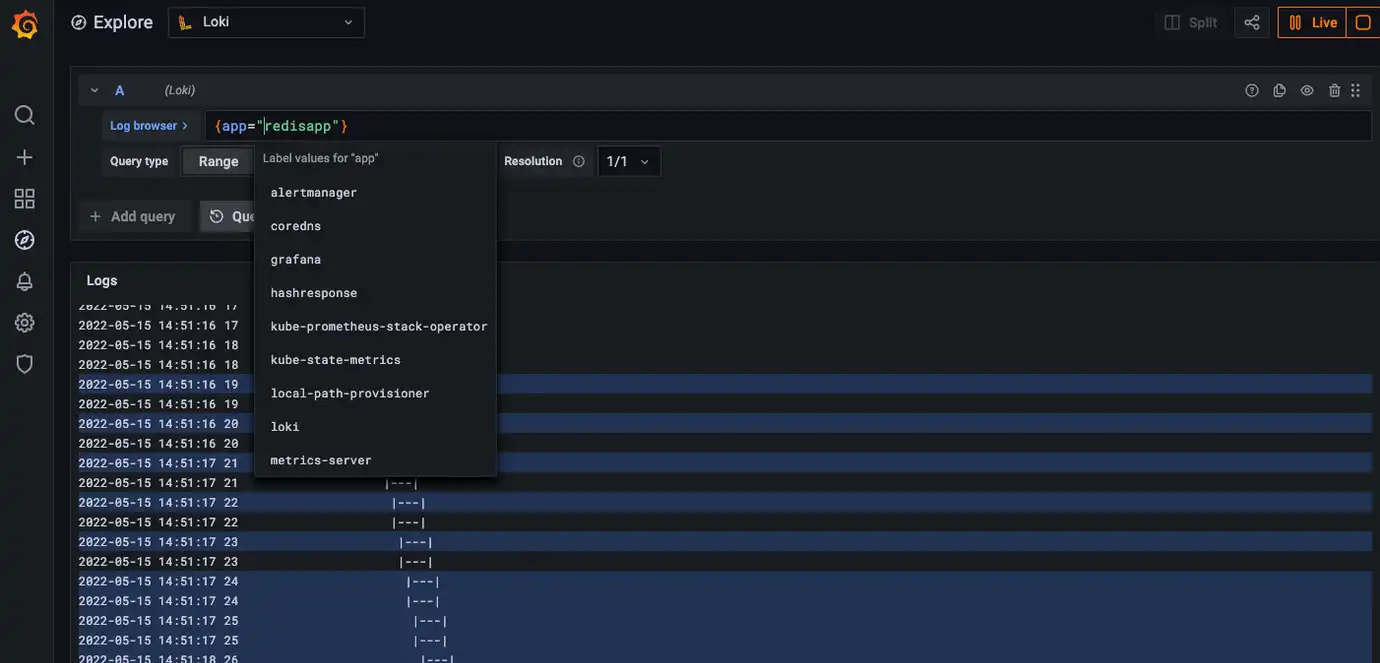 Explore Loki Split Live
A (Loki)
Log browser > {app="redisapp"}
Query type Range Label values for "app" Resolution 1/1
alertmanager
coredns
+ Add query Que
grafana
Logs
hashresponse
2022-05-15 14:51:16 17
2022-05-15 14:51:16 17 kube-prometheus-stack-operator
2022-05-15 14:51:16 18
2022-05-15 14:51:16 18 kube-state-metrics
2022-05-15 14:51:16 19
2022-05-15 14:51:16 19 local-path-provisioner
2022-05-15 14:51:16 20 loki
2022-05-15 14:51:16 20
2022-05-15 14:51:17 21 metrics-server
2022-05-15 14:51:17 21 |---|
2022-05-15 14:51:17 22 |---|
2022-05-15 14:51:17 22 |---|
2022-05-15 14:51:17 23 |---|
2022-05-15 14:51:17 23 |---|
2022-05-15 14:51:17 24 |---|
2022-05-15 14:51:17 24 |---|
2022-05-15 14:51:17 25 |---|
2022-05-15 14:51:17 25 |---|
2022-05-15 14:51:18 26 |---|